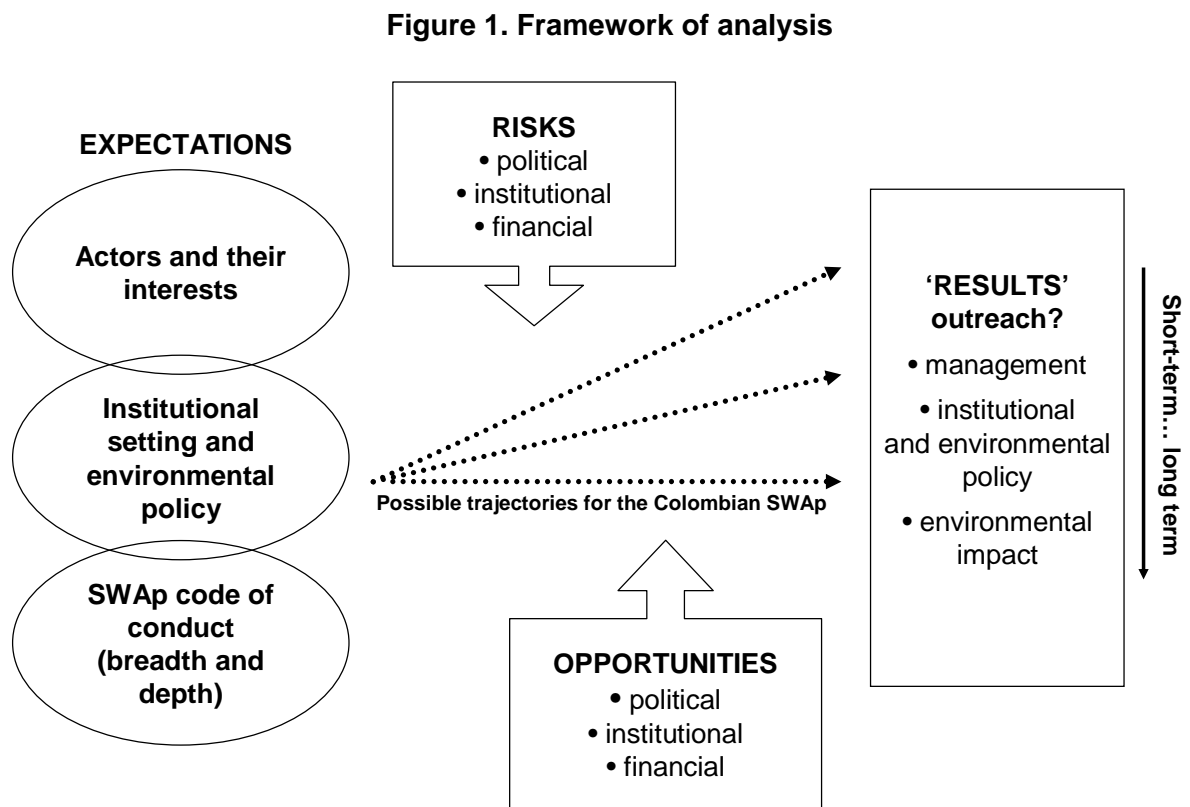 Figure 1. Framework of analysis
EXPECTATIONS
Actors and their
interests
Institutional
setting and
environmental
policy
SWAp code of
conduct
(breadth and
depth)
RISKS
• political
• institutional
• financial
Possible trajectories for the Colombian SWAp
OPPORTUNITIES
• political
• institutional
• financial
‘RESULTS’
outreach?
• management
• institutional
and environmental
policy
• environmental
impact
Short-term... long term